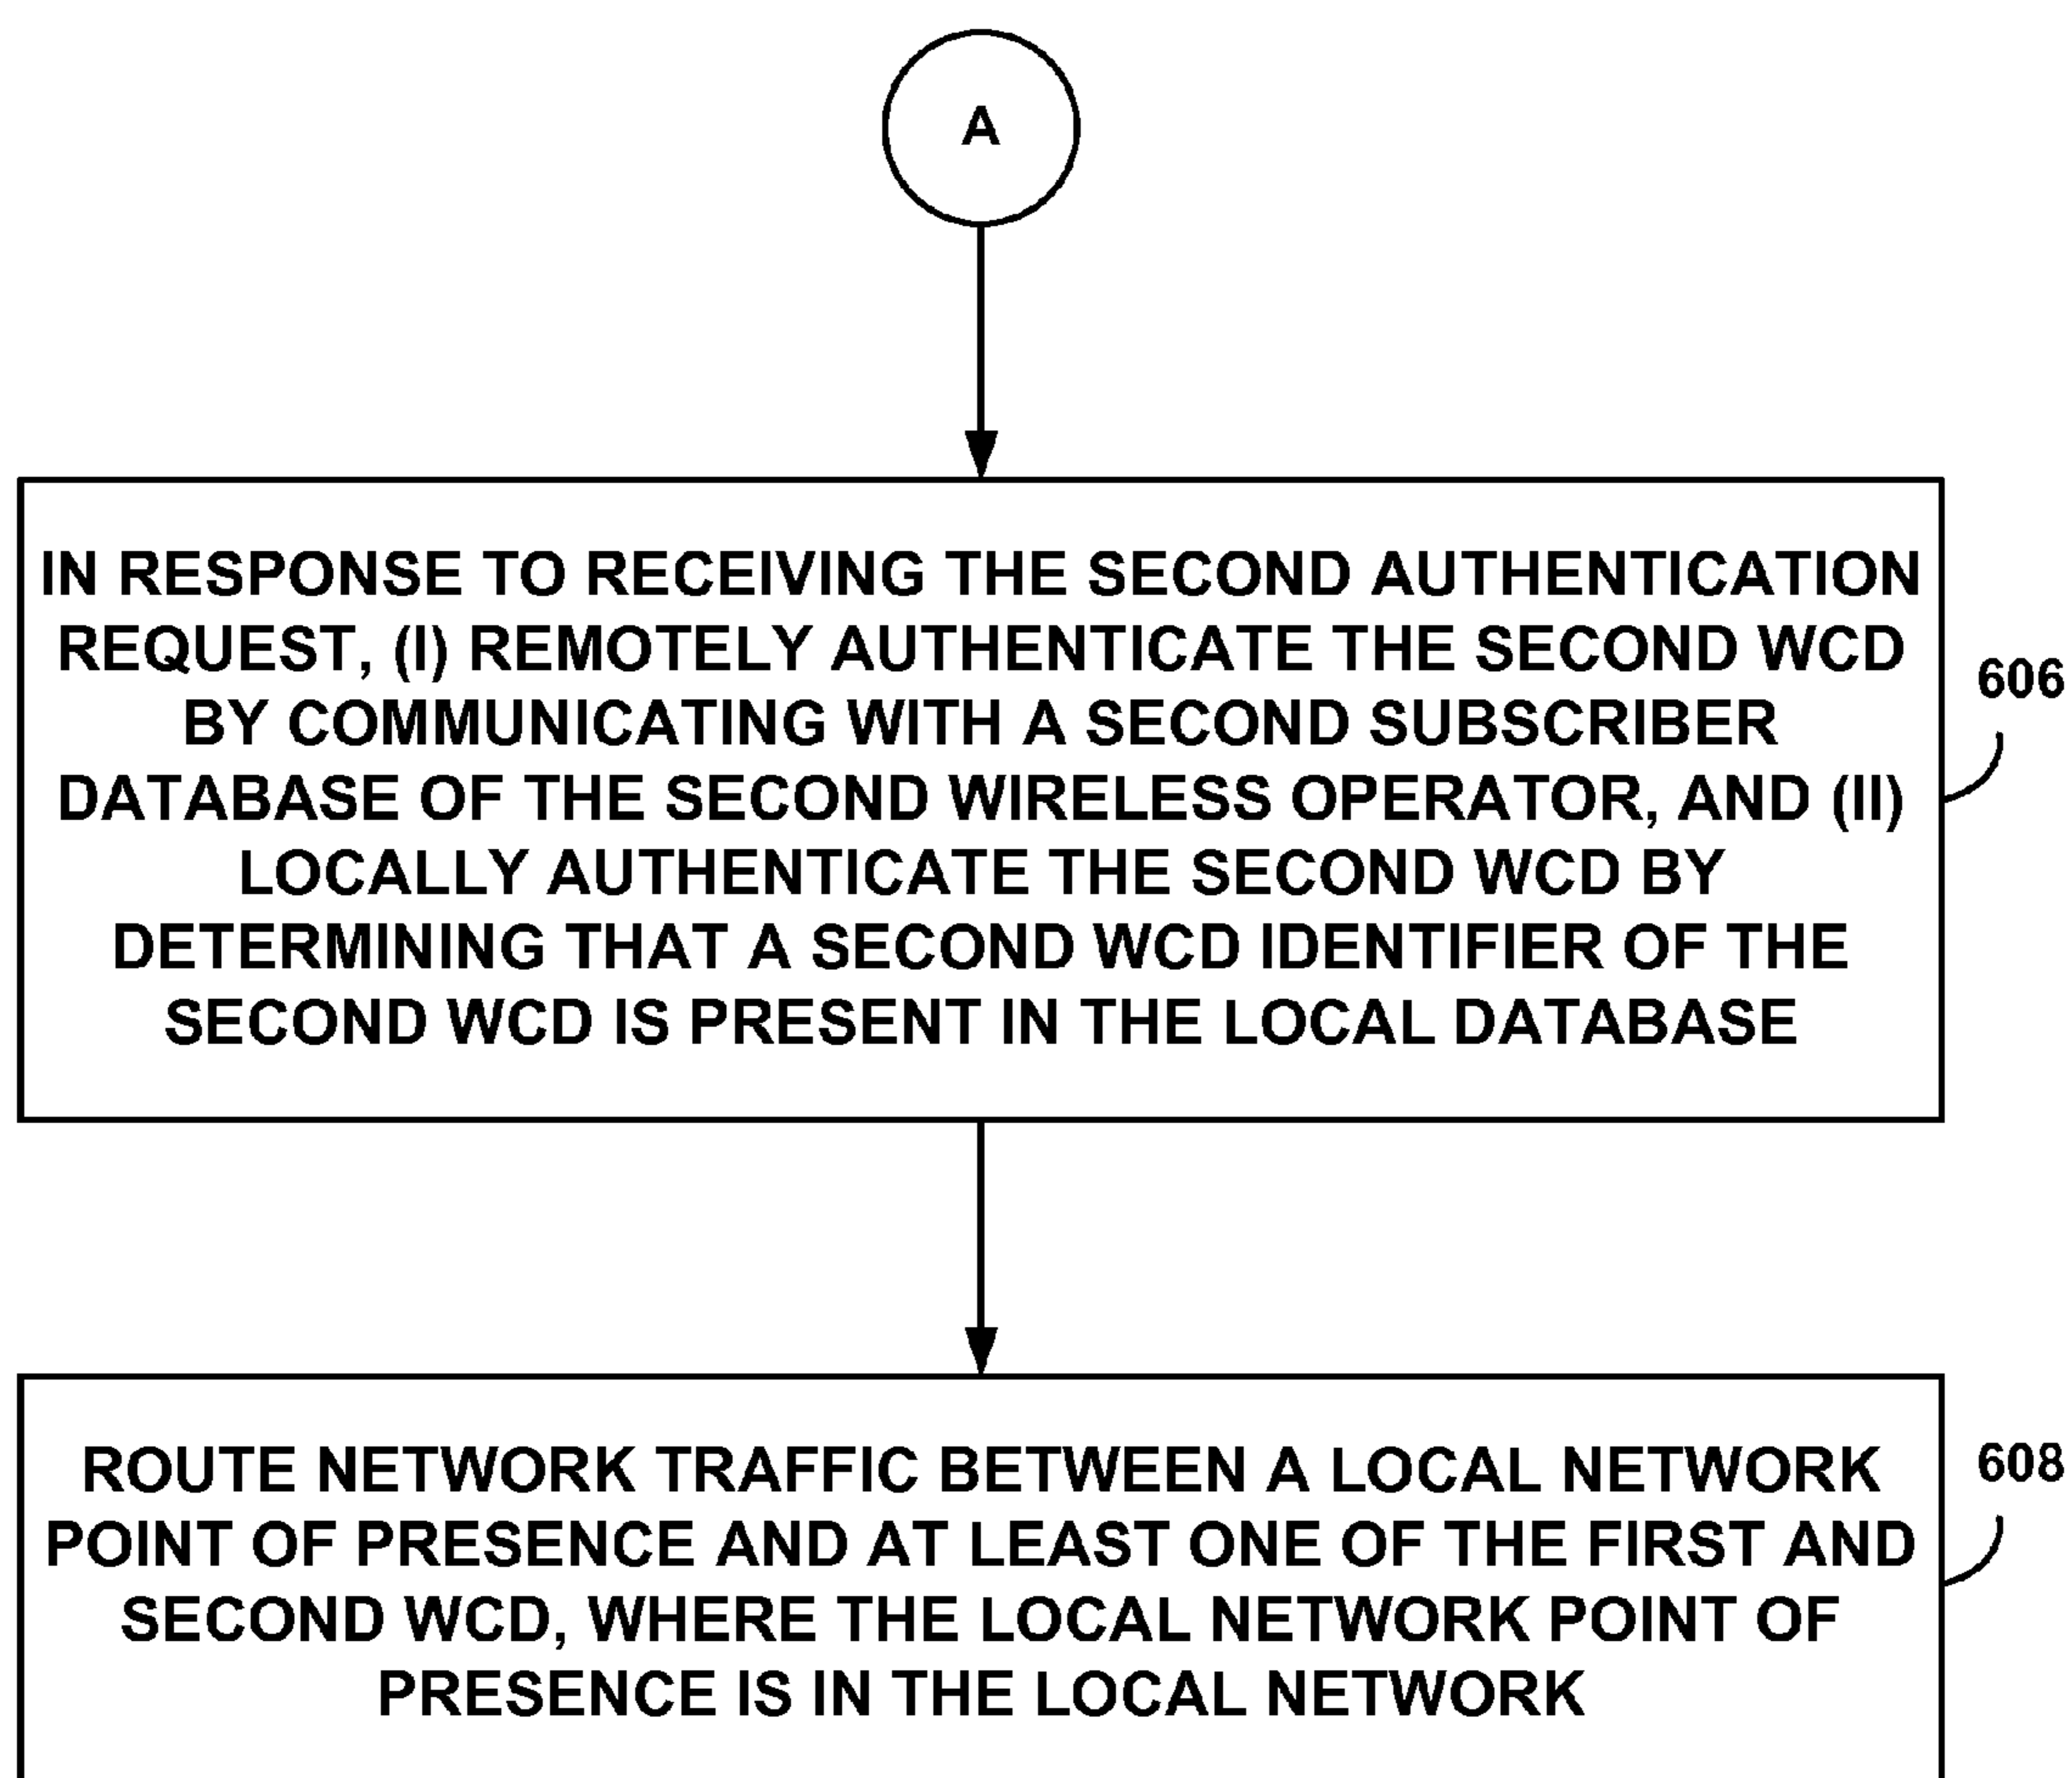 A
IN RESPONSE TO RECEIVING THE SECOND AUTHENTICATION
REQUEST, (I) REMOTELY AUTHENTICATE THE SECOND WCD
BY COMMUNICATING WITH A SECOND SUBSCRIBER
DATABASE OF THE SECOND WIRELESS OPERATOR, AND (II)
LOCALLY AUTHENTICATE THE SECOND WCD BY
DETERMINING THAT A SECOND WCD IDENTIFIER OF THE
SECOND WCD IS PRESENT IN THE LOCAL DATABASE
606
ROUTE NETWORK TRAFFIC BETWEEN A LOCAL NETWORK
POINT OF PRESENCE AND AT LEAST ONE OF THE FIRST AND
SECOND WCD, WHERE THE LOCAL NETWORK POINT OF
PRESENCE IS IN THE LOCAL NETWORK
608